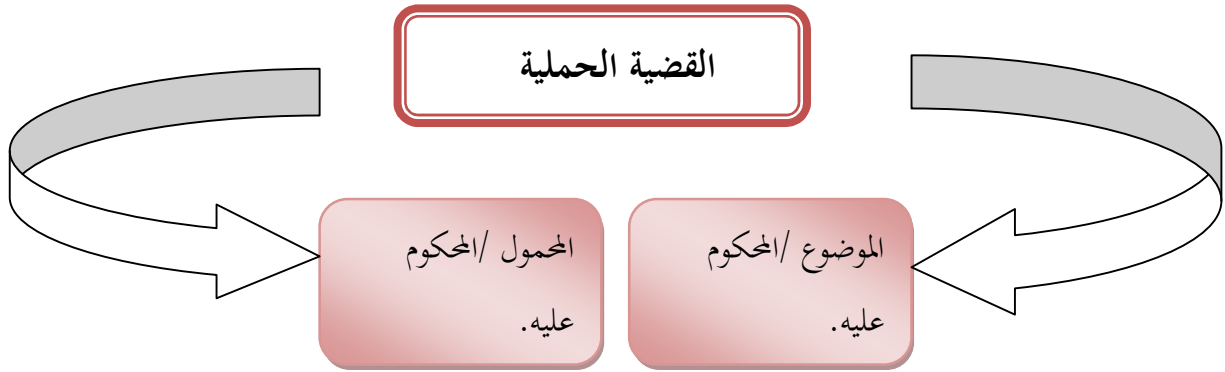 القضية الحملية
الموضوع /المحكوم
عليه.
المحمول /المحكوم
عليه.